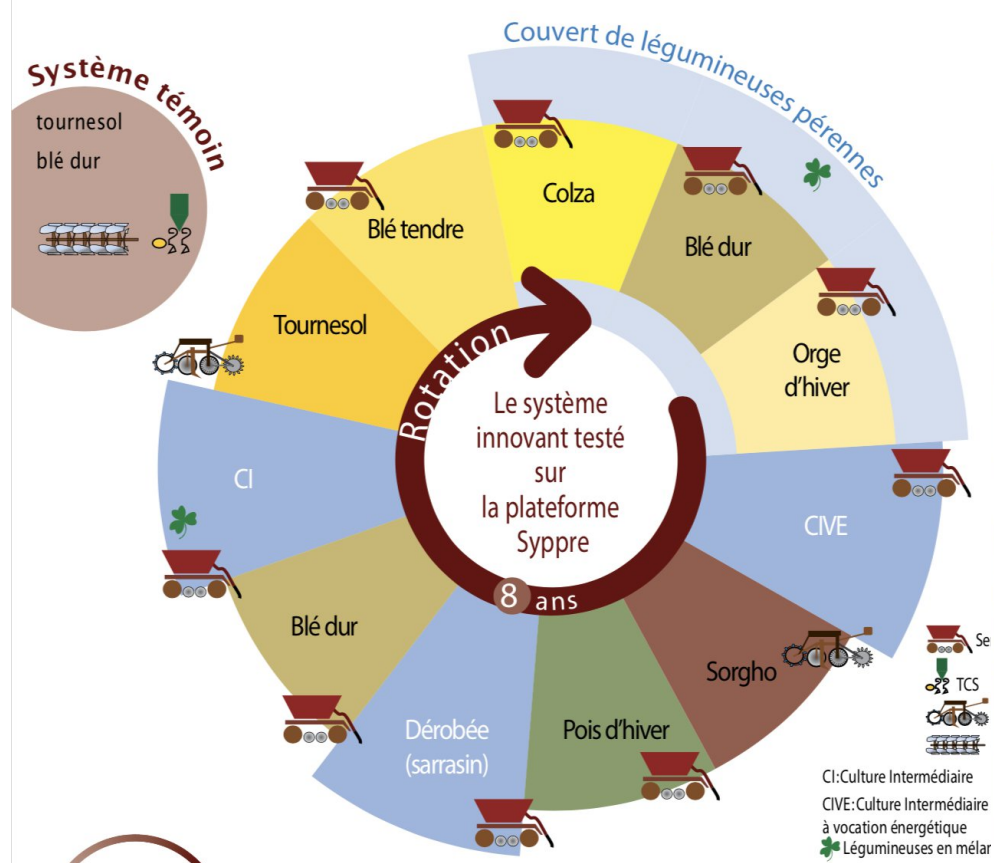 Système témoin
tournesol
blé dur
Couvert de légumineuses pérennes
Colza
Blé dur
Orge
d'hiver
CIVE
Sorgho
Pois d'hiver
Dérobée
(sarrasin)
Blé dur
CI
Tournesol
Blé tendre
Rotation
8 ans
Le système
innovant testé
sur
la plateforme
Syppre
TCS
CI:Culture Intermédiaire
CIVE:Culture Intermédiaire
à vocation énergétique
Légumineuses en